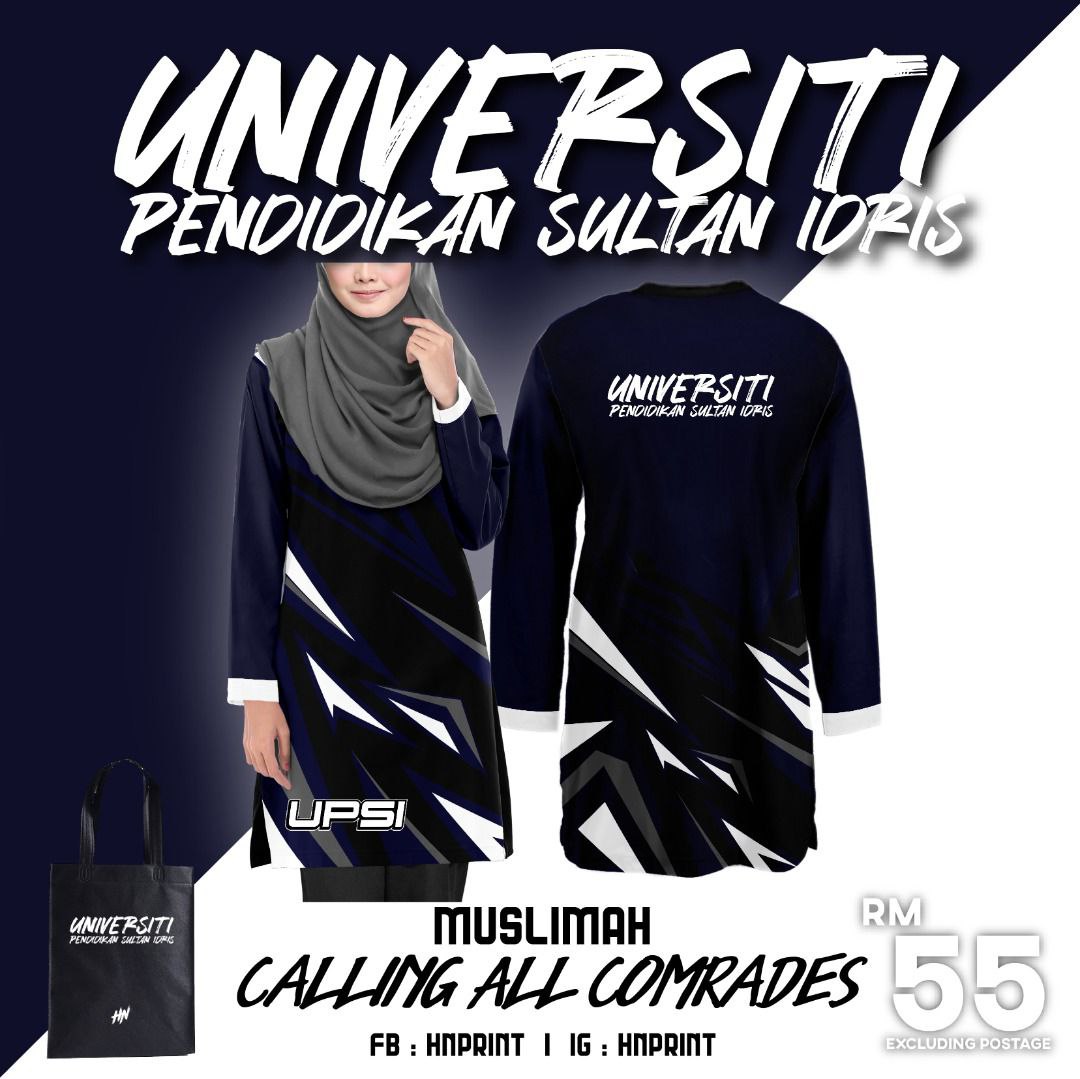 UNIVERSITI
PENDIDIKAN SULTAN IDRIS
UNIVERSITI
PENDIDIKAN SULTAN IDRIS
UPSI
UNIVERSITI
PENDIDIKAN SULTAN IDRIS
HN
MUSLIMAH
CALLING ALL COMRADES
FB : HNPRINT I IG : HNPRINT
RM
55
EXCLUDING POSTAGE